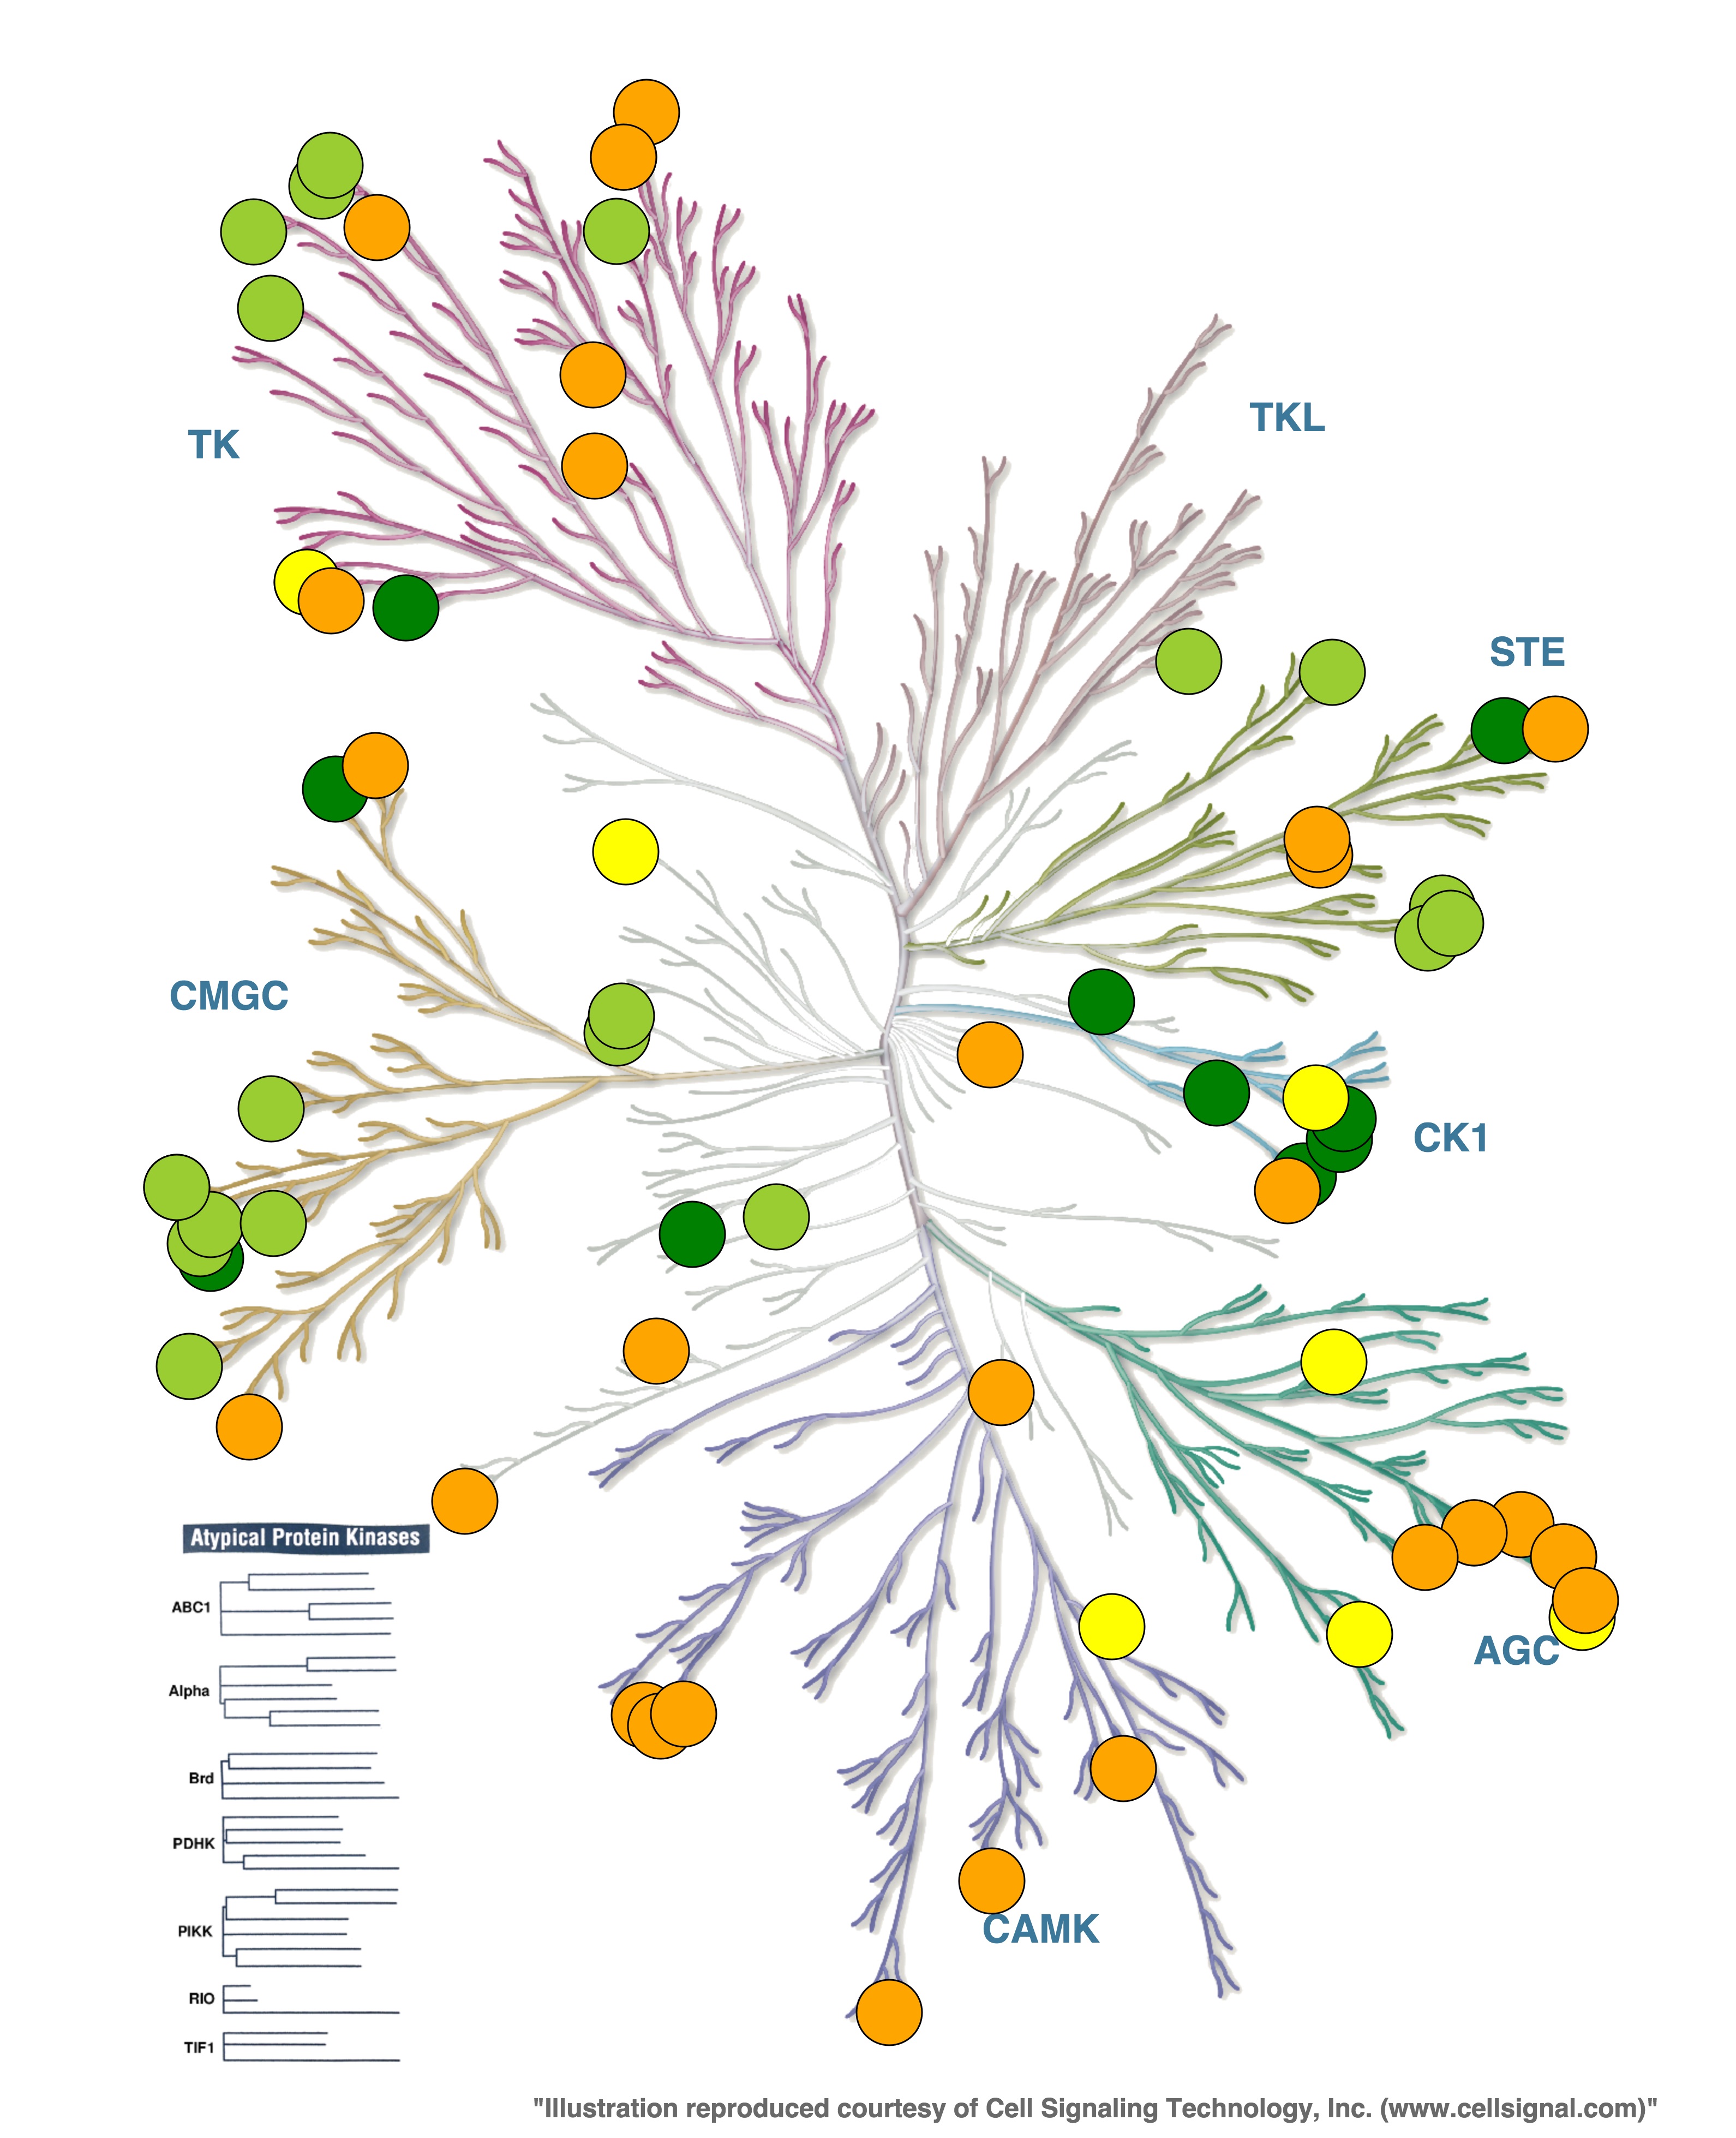 TKL
TK
STE
CMGC
CK1
Atypical Protein Kinases
ABC1
AGC
Alpha
Brd
PDHK
PIKK
CAMK
RIO
TIF1
"Illustration reproduced courtesy of Cell Signaling Technology, Inc. (www.cellsignal.com)"